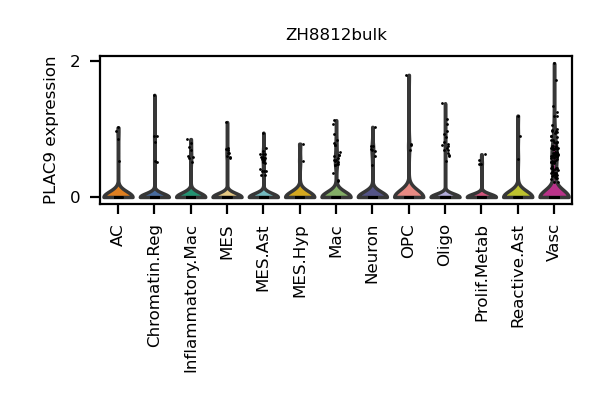 ZH8812bulk
PLAC9 expression
2
0
AC
Chromatin.Reg
Inflammatory.Mac
MES
MES.Ast
MES.Hyp
Mac
Neuron
OPC
Oligo
Prolif.Metab
Reactive.Ast
Vasc